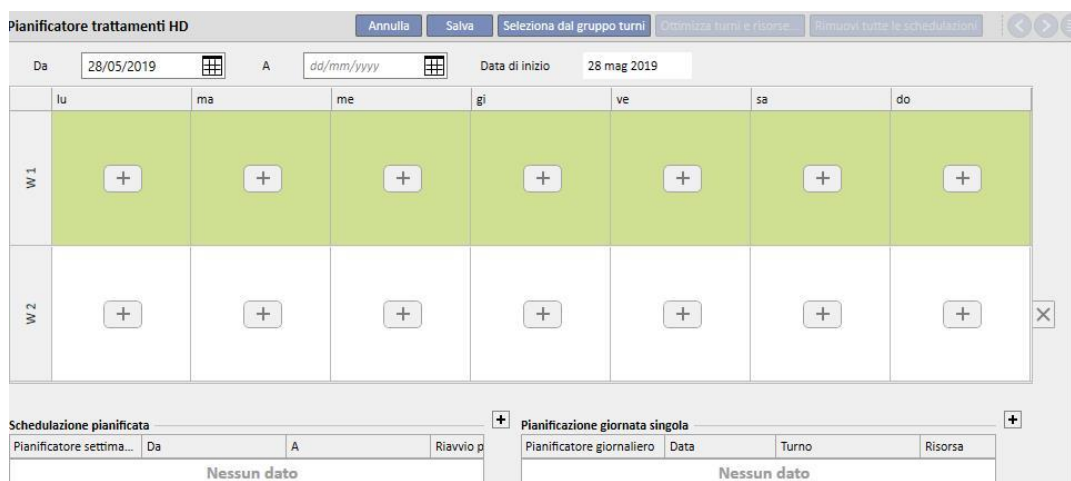 Pianificatore trattamenti HD Annulla Salva Seleziona dal gruppo turni Ottimizza turni e risorse... Rimuovi tutte le schedulazioni
Da 28/05/2019 A dd/mm/yyyy Data di inizio 28 mag 2019
lu ma me gi ve sa do
W 1
W 2
Schedulazione pianificata Pianificazione giornata singola
Pianificatore settima... Da A Riavvio p Pianificatore giornaliero Data Turno Risorsa
Nessun dato Nessun dato